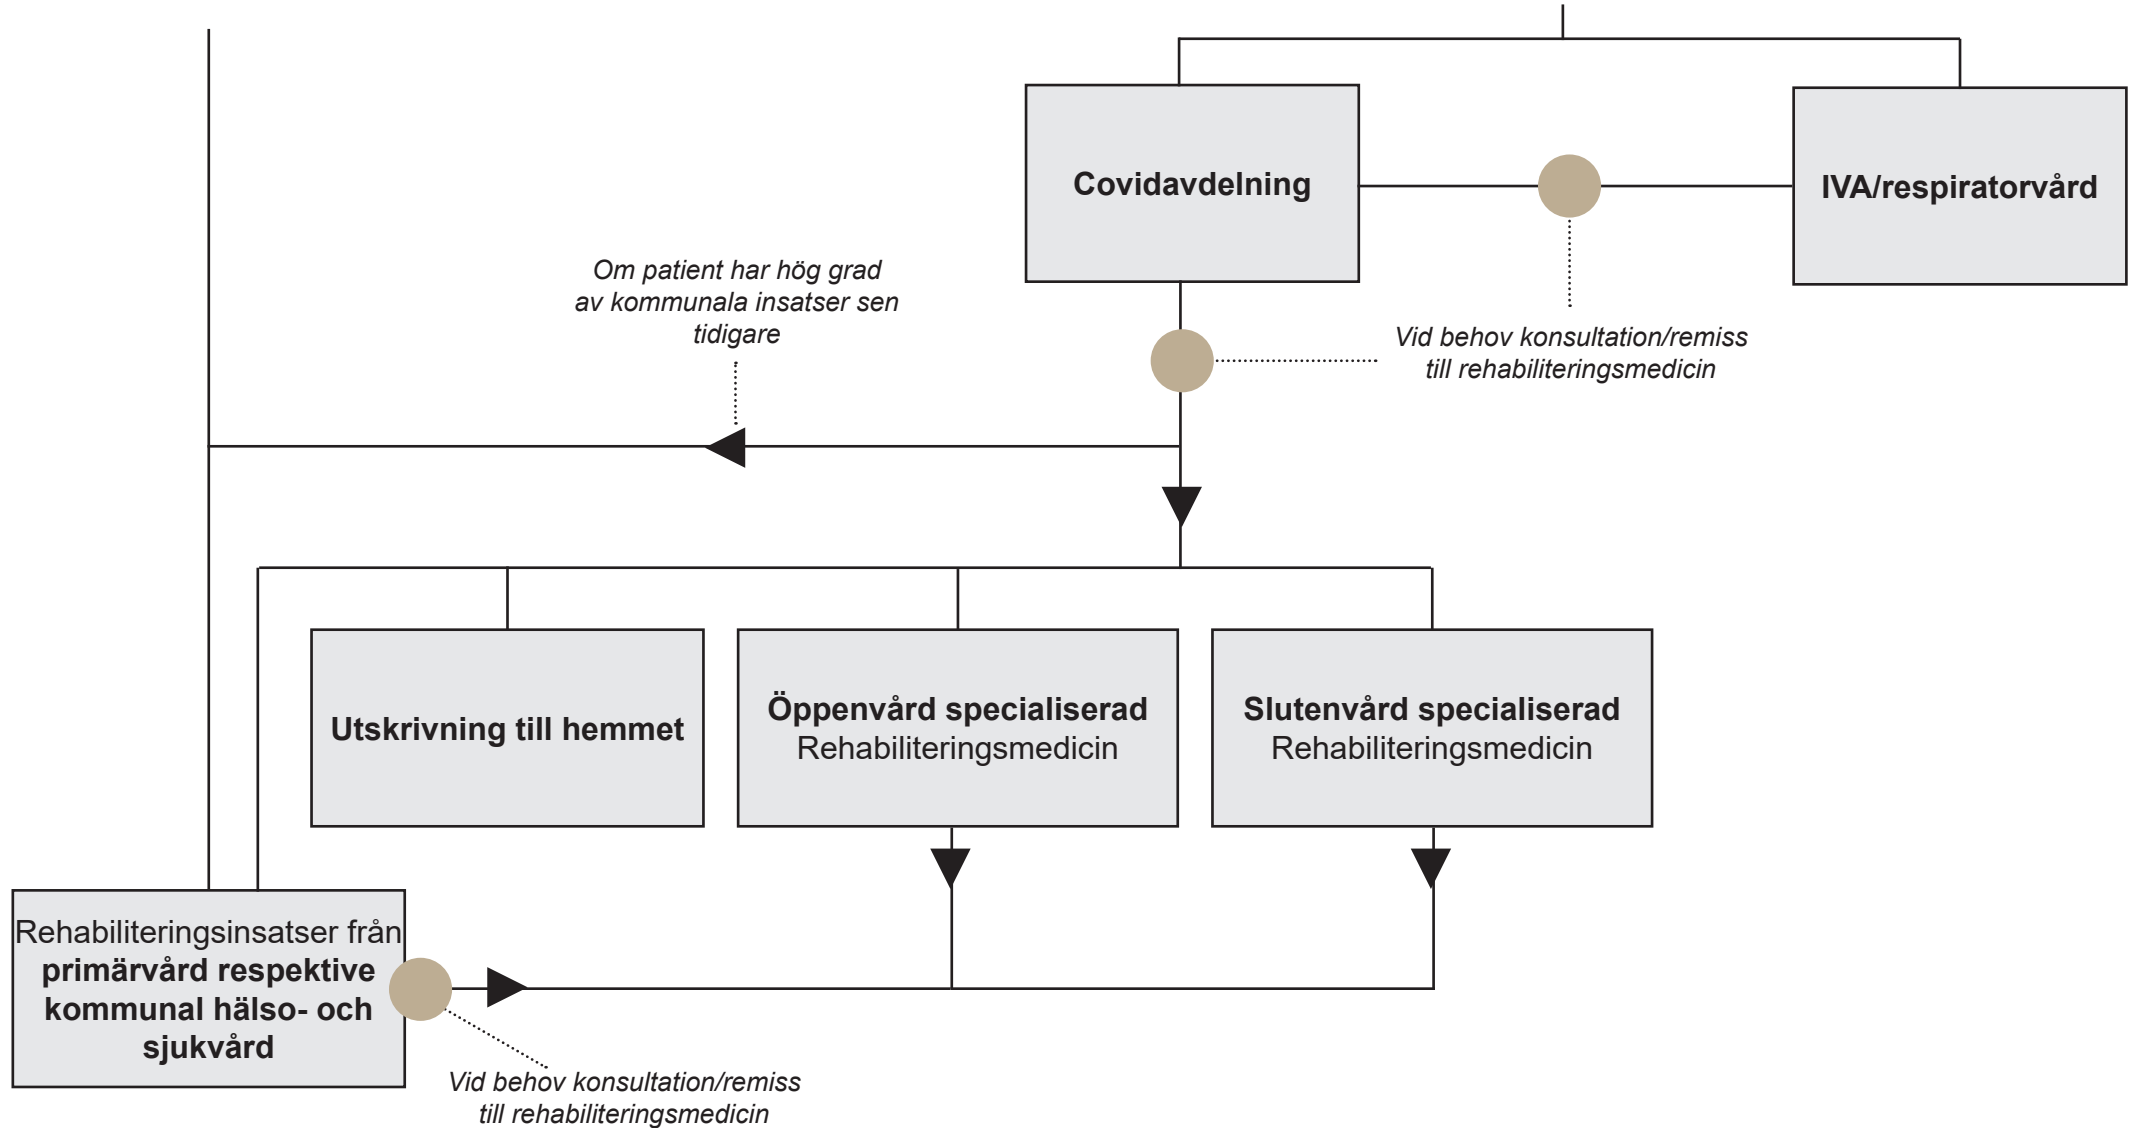 Covidavdelning
IVA/respiratorvård
Om patient har hög grad
av kommunala insatser sen
tidigare
Vid behov konsultation/remiss
till rehabiliteringsmedicin
Utskrivning till hemmet
Öppenvård specialiserad
Rehabiliteringsmedicin
Slutenvård specialiserad
Rehabiliteringsmedicin
Rehabiliteringsinsatser från
primärvård respektive
kommunal hälso- och
sjukvård
Vid behov konsultation/remiss
till rehabiliteringsmedicin